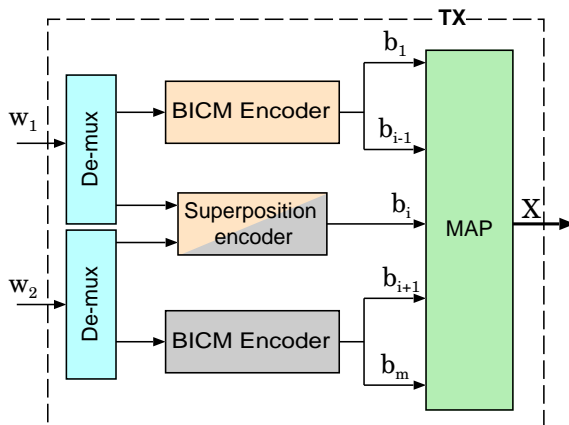 TX
w1
De-mux
BICM Encoder
b1
bi-1
Superposition
encoder
bi
MAP
X
w2
De-mux
BICM Encoder
bi+1
bm